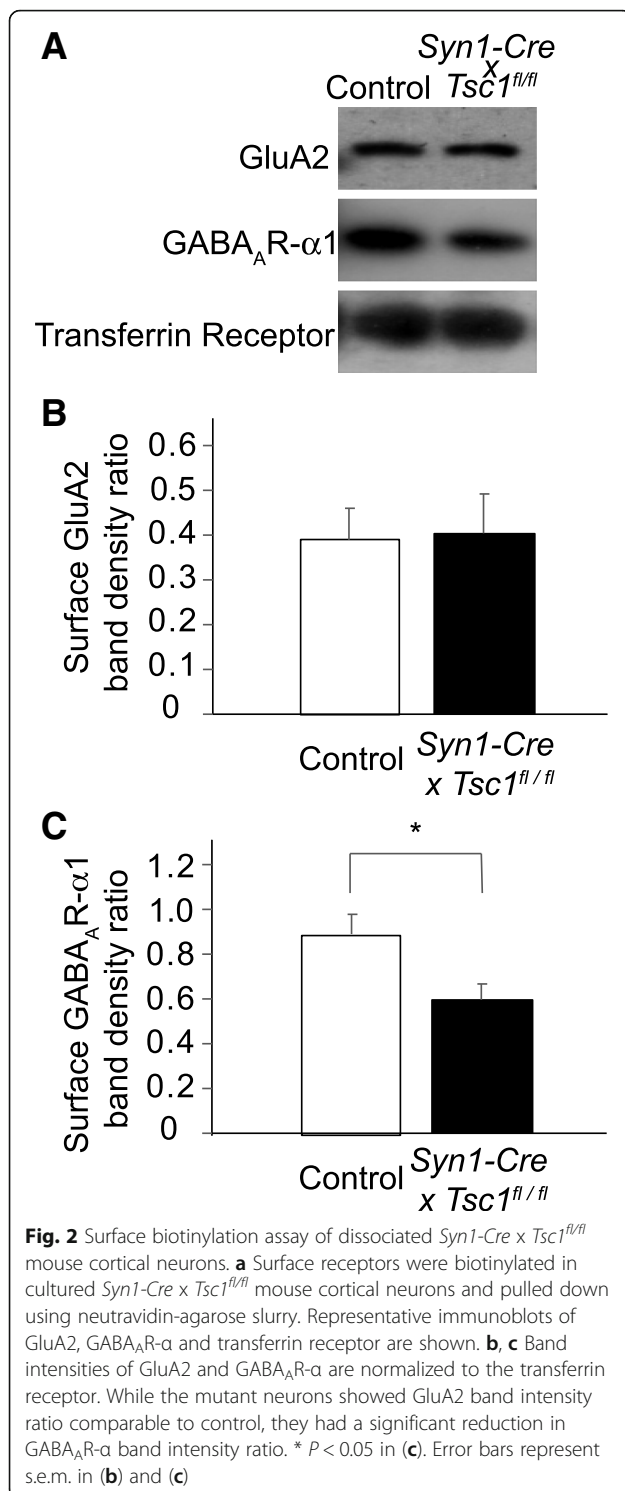 A
Syn1-Cre
x
Control Tsc1fl/fl
GluA2
GABAAR-α1
Transferrin Receptor
B
Surface GluA2
band density ratio
0.6
0.5
0.4
0.3
0.2
0.1
0
Control Syn1-Cre
x Tsc1fl / fl
C
Surface GABAAR-α1
band density ratio
1.2
1.0
0.8
0.6
0.4
0.2
0
*
Control Syn1-Cre
x Tsc1fl / fl
Fig. 2 Surface biotinylation assay of dissociated Syn1-Cre x Tsc1fl/fl
mouse cortical neurons. a Surface receptors were biotinylated in
cultured Syn1-Cre x Tsc1fl/fl mouse cortical neurons and pulled down
using neutravidin-agarose slurry. Representative immunoblots of
GluA2, GABAAR-α and transferrin receptor are shown. b, c Band
intensities of GluA2 and GABAAR-α are normalized to the transferrin
receptor. While the mutant neurons showed GluA2 band intensity
ratio comparable to control, they had a significant reduction in
GABAAR-α band intensity ratio. * P < 0.05 in (c). Error bars represent
s.e.m. in (b) and (c)